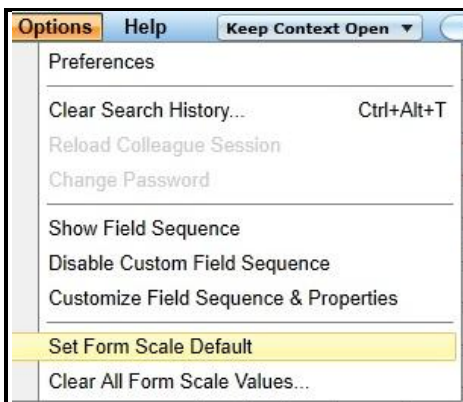 Options Help Keep Context Open ▼
Preferences
Clear Search History... Ctrl+Alt+T
Reload Colleague Session
Change Password
Show Field Sequence
Disable Custom Field Sequence
Customize Field Sequence & Properties
Set Form Scale Default
Clear All Form Scale Values...